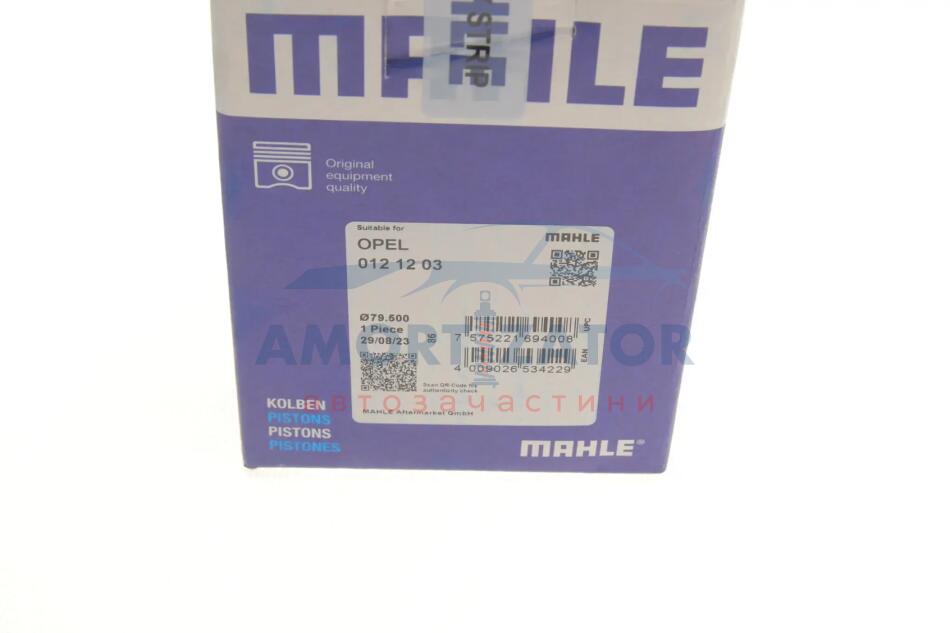 MAHLE
STRIP
Original
equipment
quality
Suitable for
OPEL
012 12 03
MAHLE
Ø79.500
1 Piece
29/08/23
86
7 575221 694008
UPC
4 009026 534229
EAN
Scan QR-Code for
authenticity check
MAHLE Aftermarket GmbH
AMORTIZATOR
автозачастини
KOLBEN
PISTONS
PISTONS
PISTONES
MAHLE®